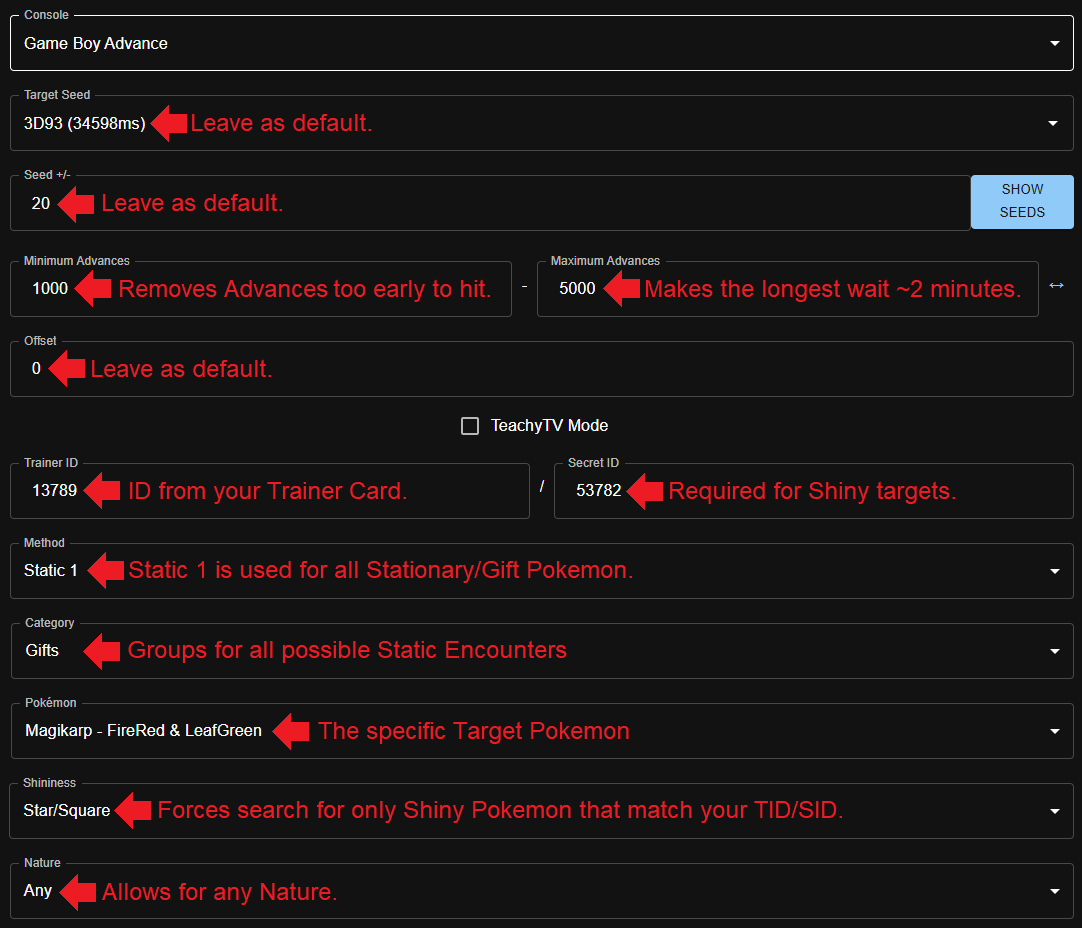 Console
Game Boy Advance
Target Seed
3D93 (34598ms) Leave as default.
Seed +/-
20 Leave as default.
SHOW
SEEDS
Minimum Advances
1000 Removes Advances too early to hit.
-
Maximum Advances
5000 Makes the longest wait ~2 minutes.
↔
Offset
0 Leave as default.
TeachyTV Mode
Trainer ID
13789 ID from your Trainer Card.
/
Secret ID
53782 Required for Shiny targets.
Method
Static 1 Static 1 is used for all Stationary/Gift Pokemon.
Category
Gifts Groups for all possible Static Encounters
Pokémon
Magikarp - FireRed & LeafGreen The specific Target Pokemon
Shininess
Star/Square Forces search for only Shiny Pokemon that match your TID/SID.
Nature
Any Allows for any Nature.